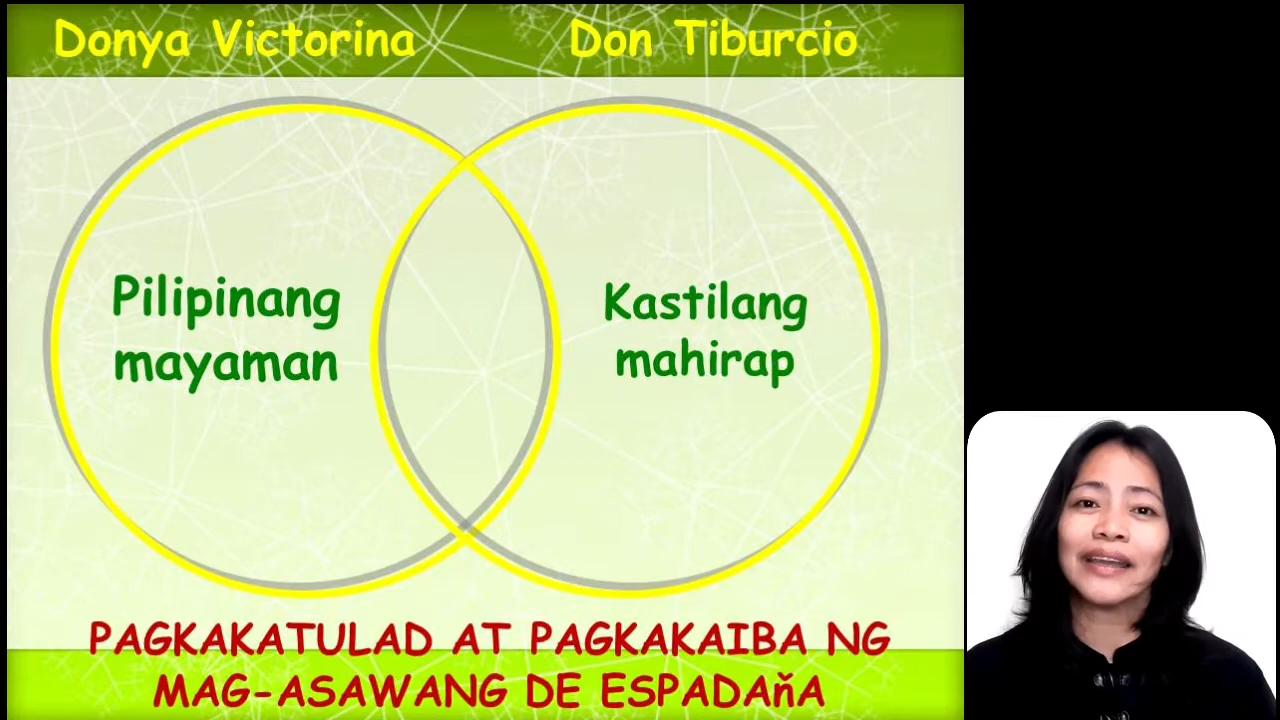 Donya Victorina
Don Tiburcio
Pilipinang
mayaman
Kastilang
mahirap
PAGKAKATULAD AT PAGKAKAIBA NG
MAG-ASAWANG DE ESPADAňA